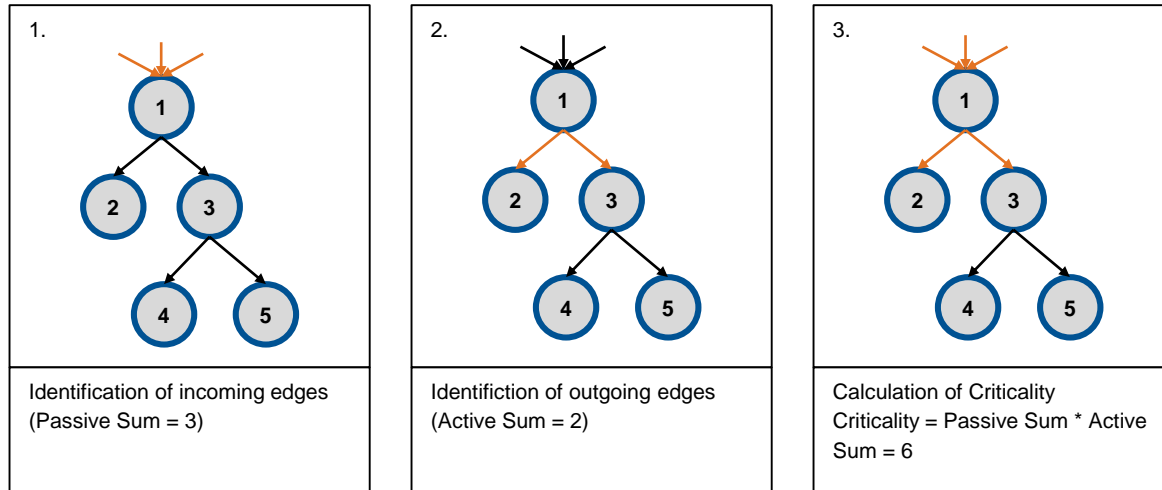 1.
1
2
3
4
5
Identification of incoming edges
(Passive Sum = 3)
2.
1
2
3
4
5
Identifiction of outgoing edges
(Active Sum = 2)
3.
1
2
3
4
5
Calculation of Criticality
Criticality = Passive Sum * Active
Sum = 6